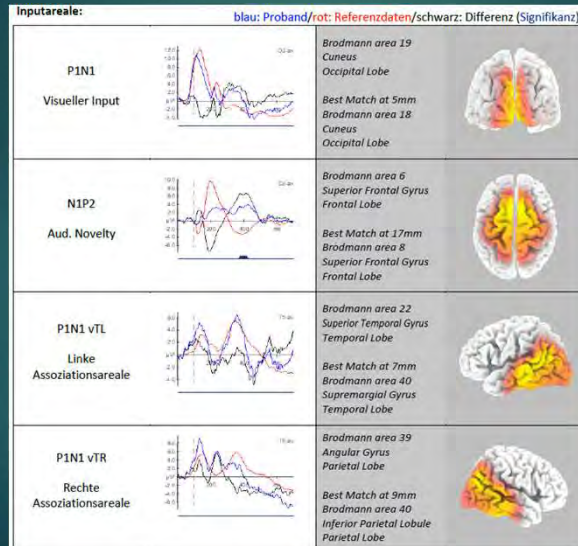 Inputareale:
blau: Proband/rot: Referenzdaten/schwarz: Differenz (Signifikanz)
P1N1
Visueller Input
Brodmann area 19
Cuneus
Occipital Lobe
Best Match at 5mm
Brodmann area 18
Cuneus
Occipital Lobe
N1P2
Aud. Novelty
Brodmann area 6
Superior Frontal Gyrus
Frontal Lobe
Best Match at 17mm
Brodmann area 8
Superior Frontal Gyrus
Frontal Lobe
P1N1 vTL
Linke
Assoziationsareale
Brodmann area 22
Superior Temporal Gyrus
Temporal Lobe
Best Match at 7mm
Brodmann area 40
Supremargial Gyrus
Temporal Lobe
P1N1 vTR
Rechte
Assoziationsareale
Brodmann area 39
Angular Gyrus
Parietal Lobe
Best Match at 9mm
Brodmann area 40
Inferior Parietal Lobule
Parietal Lobe